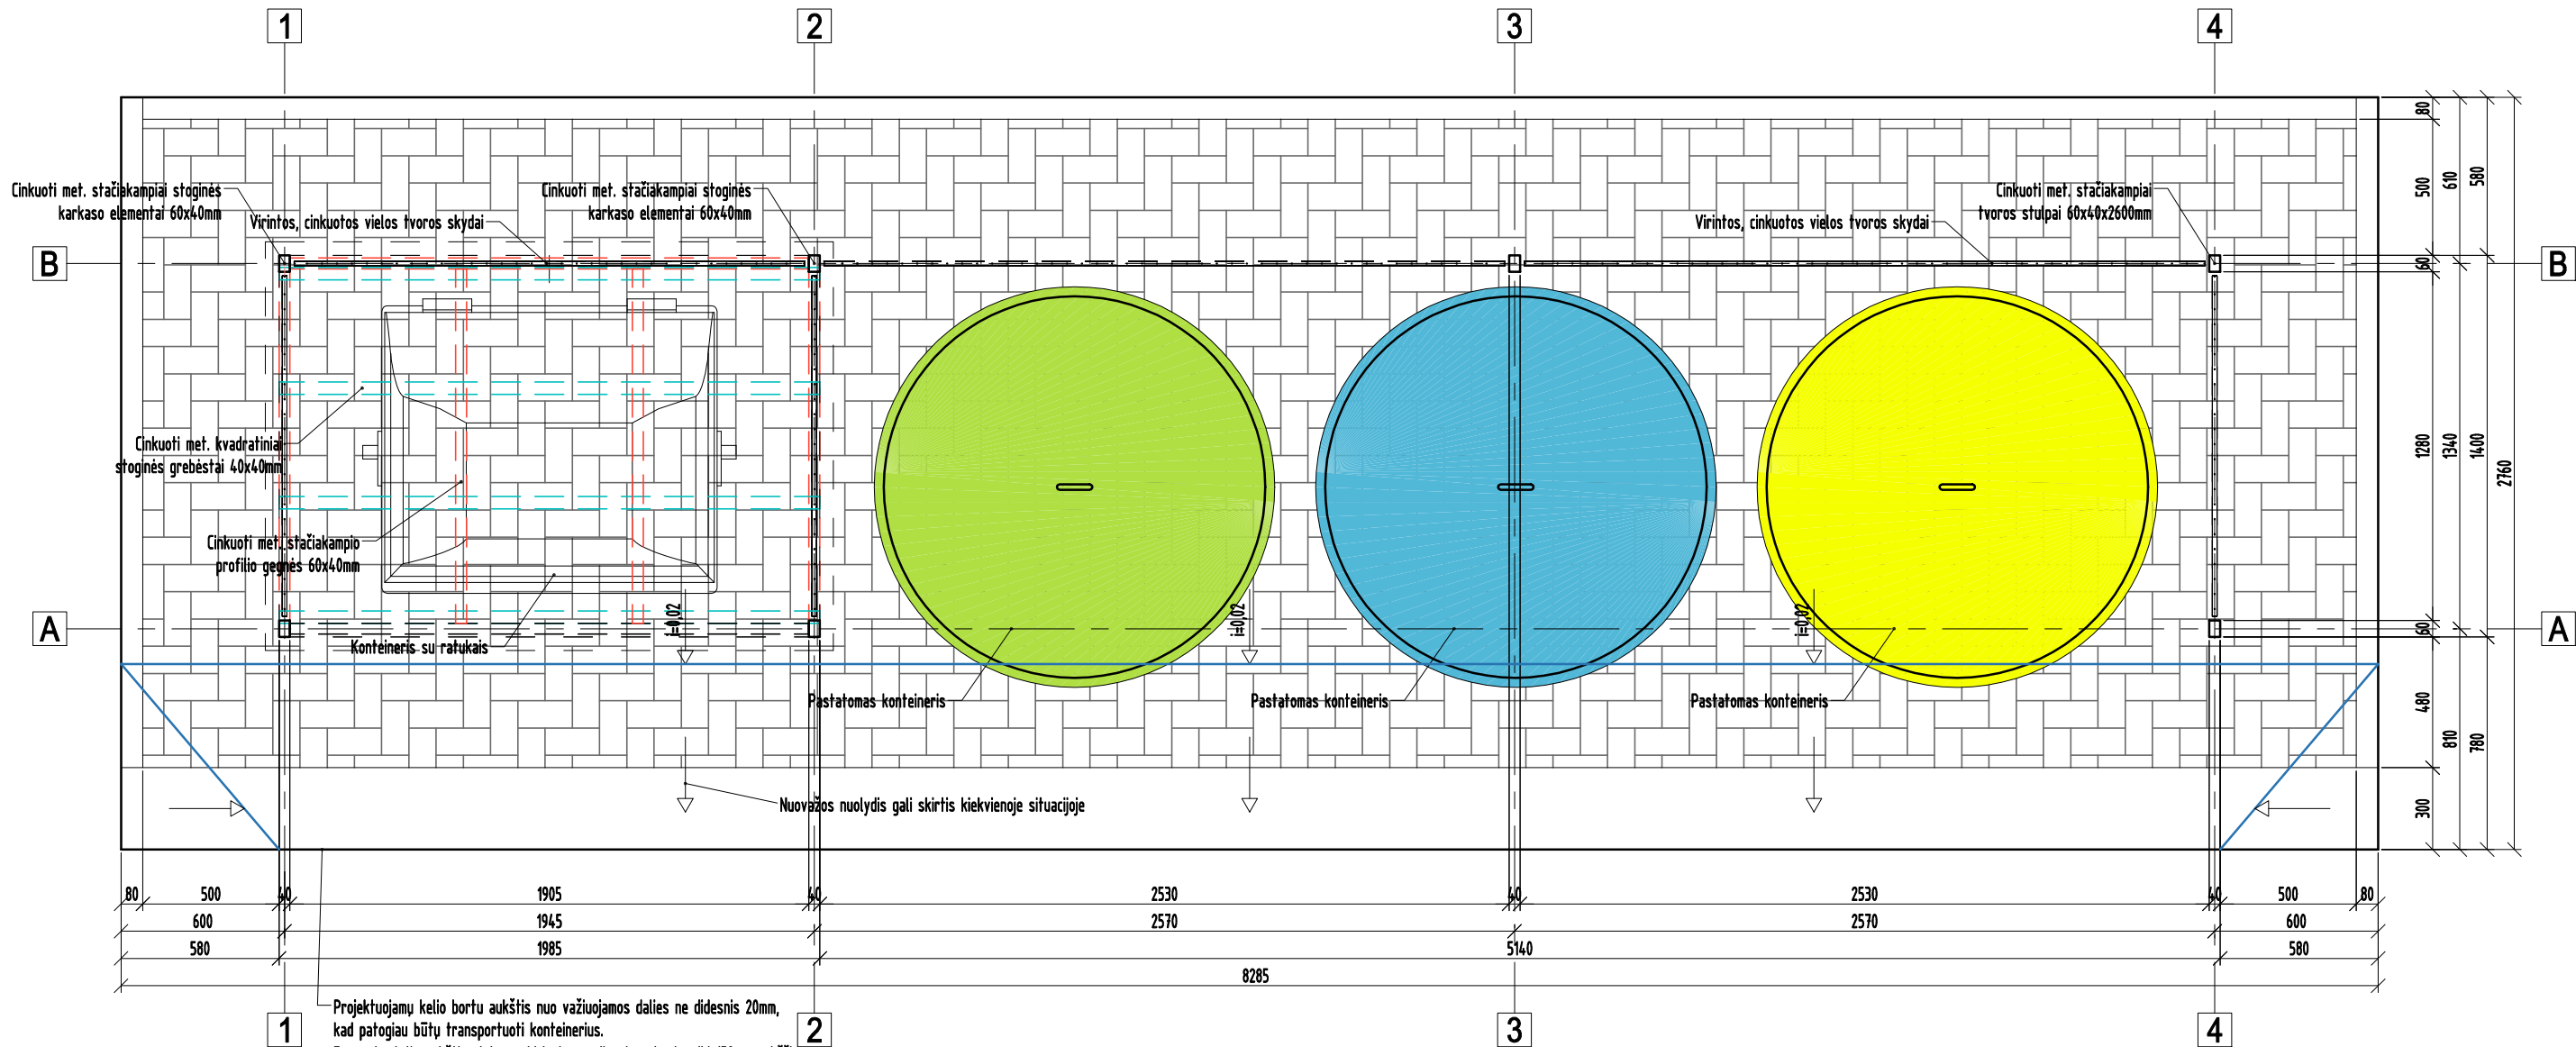 1 2 3 4
80
610
580
500
Cinkuoti met. stačiakampiai stoginės
karkaso elementai 60x40mm
Virintos, cinkuotos vielos tvoros skydai
Cinkuoti met. stačiakampiai stoginės
karkaso elementai 60x40mm
Virintos, cinkuotos vielos tvoros skydai
Cinkuoti met. stačiakampiai
tvoros stulpai 60x40x2600mm
B B
60
Cinkuoti met. kvadratiniai
stoginės grebėstai 40x40mm
1280
1340
1400
2760
Cinkuoti met. stačiakampio
profilio gegnės 60x40mm
i=0,02
i=0,02
i=0,02
A A
60
Konteineris su ratukais
Pastatomas konteineris
Pastatomas konteineris
Pastatomas konteineris
480
810
780
300
Nuovažos nuolydis gali skirtis kiekvienoje situacijoje
80 500 40 1905 40 2530 40 2530 40 500 80
600 1945 2570 2570 600
580 1985 5140 580
8285
Projektuojamų kelio bortu aukštis nuo važiuojamos dalies ne didesnis 20mm,
kad patogiau būtų transportuoti konteinerius.
1 2 3 4